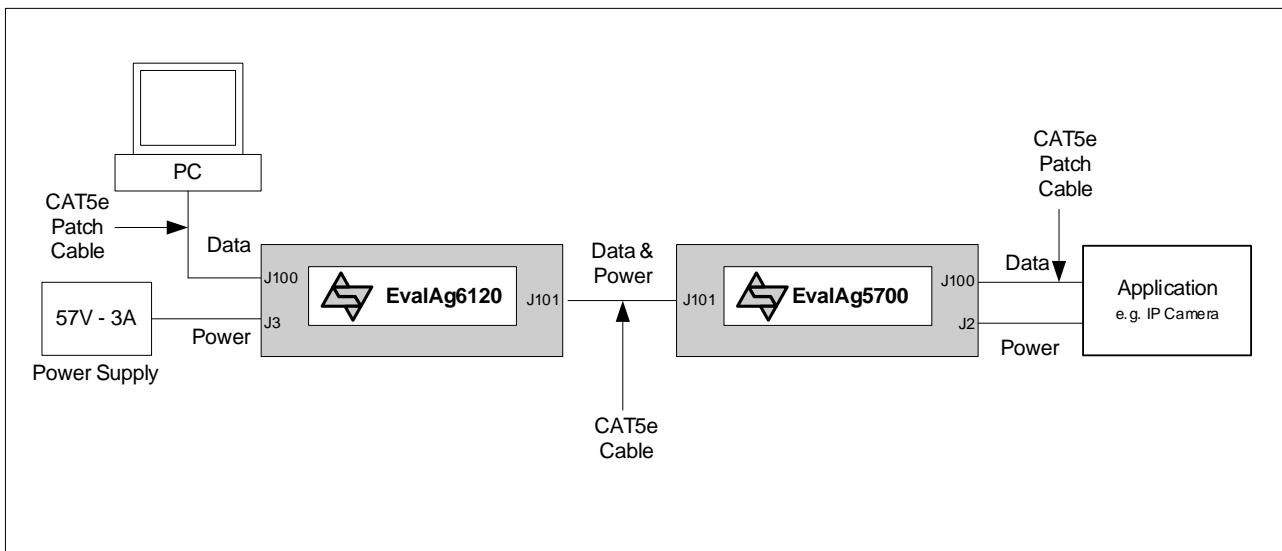 PC
CAT5e
Patch
Cable
Data
57V - 3A
Power
Power Supply
J100
J3
EvalAg6120
J101
Data &
Power
CAT5e
Cable
J101
EvalAg5700
J100
J2
CAT5e
Patch
Cable
Data
Power
Application
e.g. IP Camera